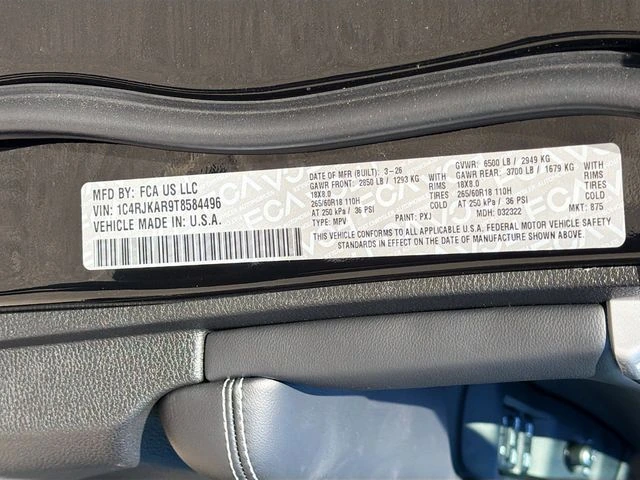 MFD BY: FCA US LLC
VIN: 1C4RJKAR9T8584496
VEHICLE MADE IN: U.S.A.
DATE OF MFR (BUILT): 3-26
GAWR FRONT: 2850 LB / 1293 KG
18X8.0
265/60R18 110H
AT 250 kPa / 36 PSI
TYPE: MPV
PAINT: PXJ
GVWR: 6500 LB / 2949 KG
WITH GAWR REAR: 3700 LB / 1679 KG WITH
RIMS 18X8.0 RIMS
TIRES 265/60R18 110H TIRES
COLD AT 250 kPa / 36 PSI COLD
MDH: 032322
MKT: 875
VEHICLE CONFORMS TO ALL APPLICABLE U.S.A. FEDERAL MOTOR VEHICLE SAFETY
STANDARDS IN EFFECT ON THE DATE OF MANUFACTURE SHOWN ABOVE.